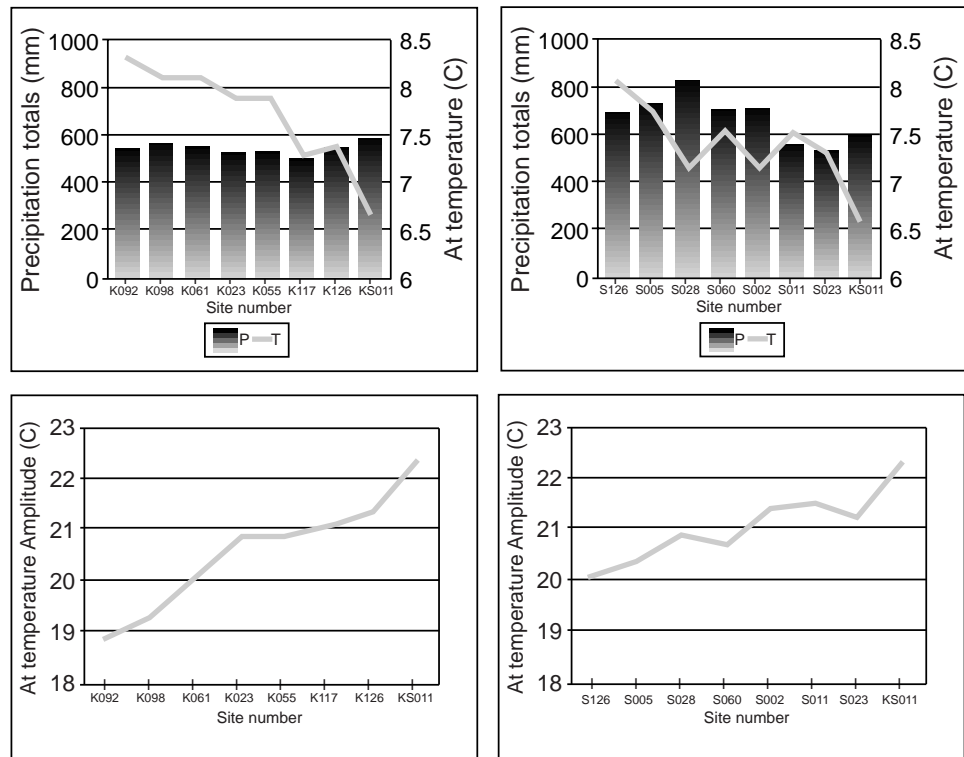 Precipitation totals (mm)
1000
800
600
400
200
0
8.5
8
7.5
7
6.5
6
At temperature (C)
K092 K098 K061 K023 K055 K117 K126 KS011
Site number
P T
Precipitation totals (mm)
1000
800
600
400
200
0
8.5
8
7.5
7
6.5
6
At temperature (C)
S126 S005 S028 S060 S002 S011 S023 KS011
Site number
P T
At temperature Amplitude (C)
23
22
21
20
19
18
K092 K098 K061 K023 K055 K117 K126 KS011
Site number
At temperature Amplitude (C)
23
22
21
20
19
18
S126 S005 S028 S060 S002 S011 S023 KS011
Site number